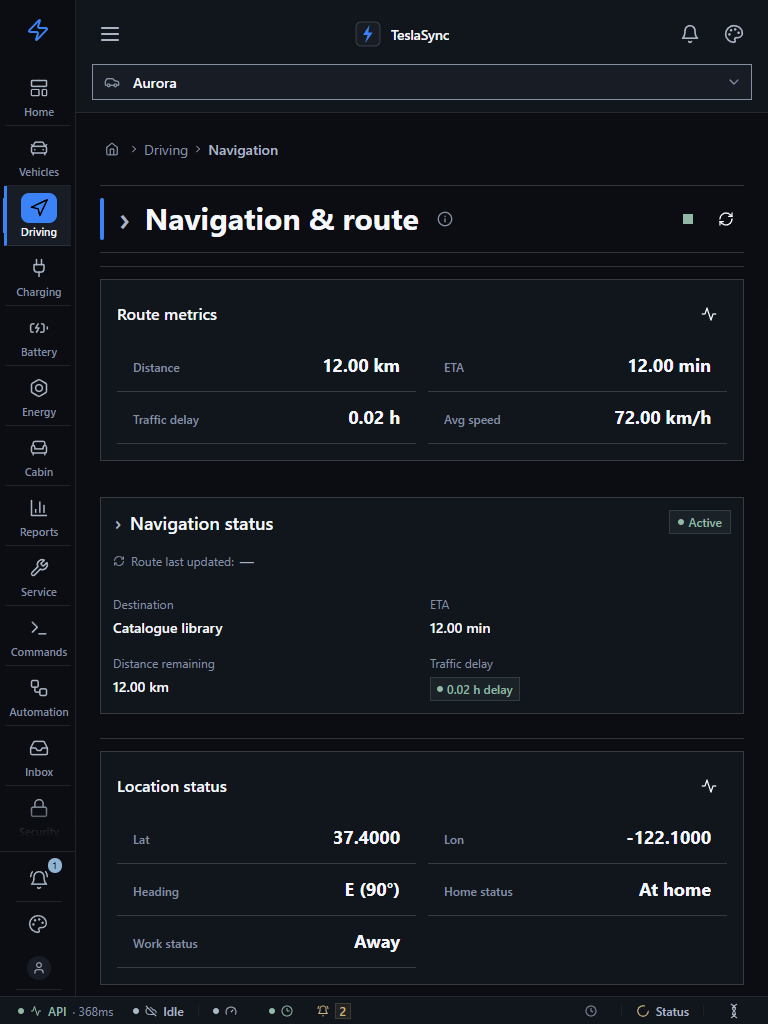 TeslaSync
Aurora
Home
Vehicles
Driving
Charging
Battery
Energy
Cabin
Reports
Service
Commands
Automation
Inbox
Security
1
Driving > Navigation
Navigation & route
Route metrics
Distance 12.00 km ETA 12.00 min
Traffic delay 0.02 h Avg speed 72.00 km/h
Navigation status Active
Route last updated: —
Destination ETA
Catalogue library 12.00 min
Distance remaining Traffic delay
12.00 km 0.02 h delay
Location status
Lat 37.4000 Lon -122.1000
Heading E (90°) Home status At home
Work status Away
API · 368ms Idle 2 Status